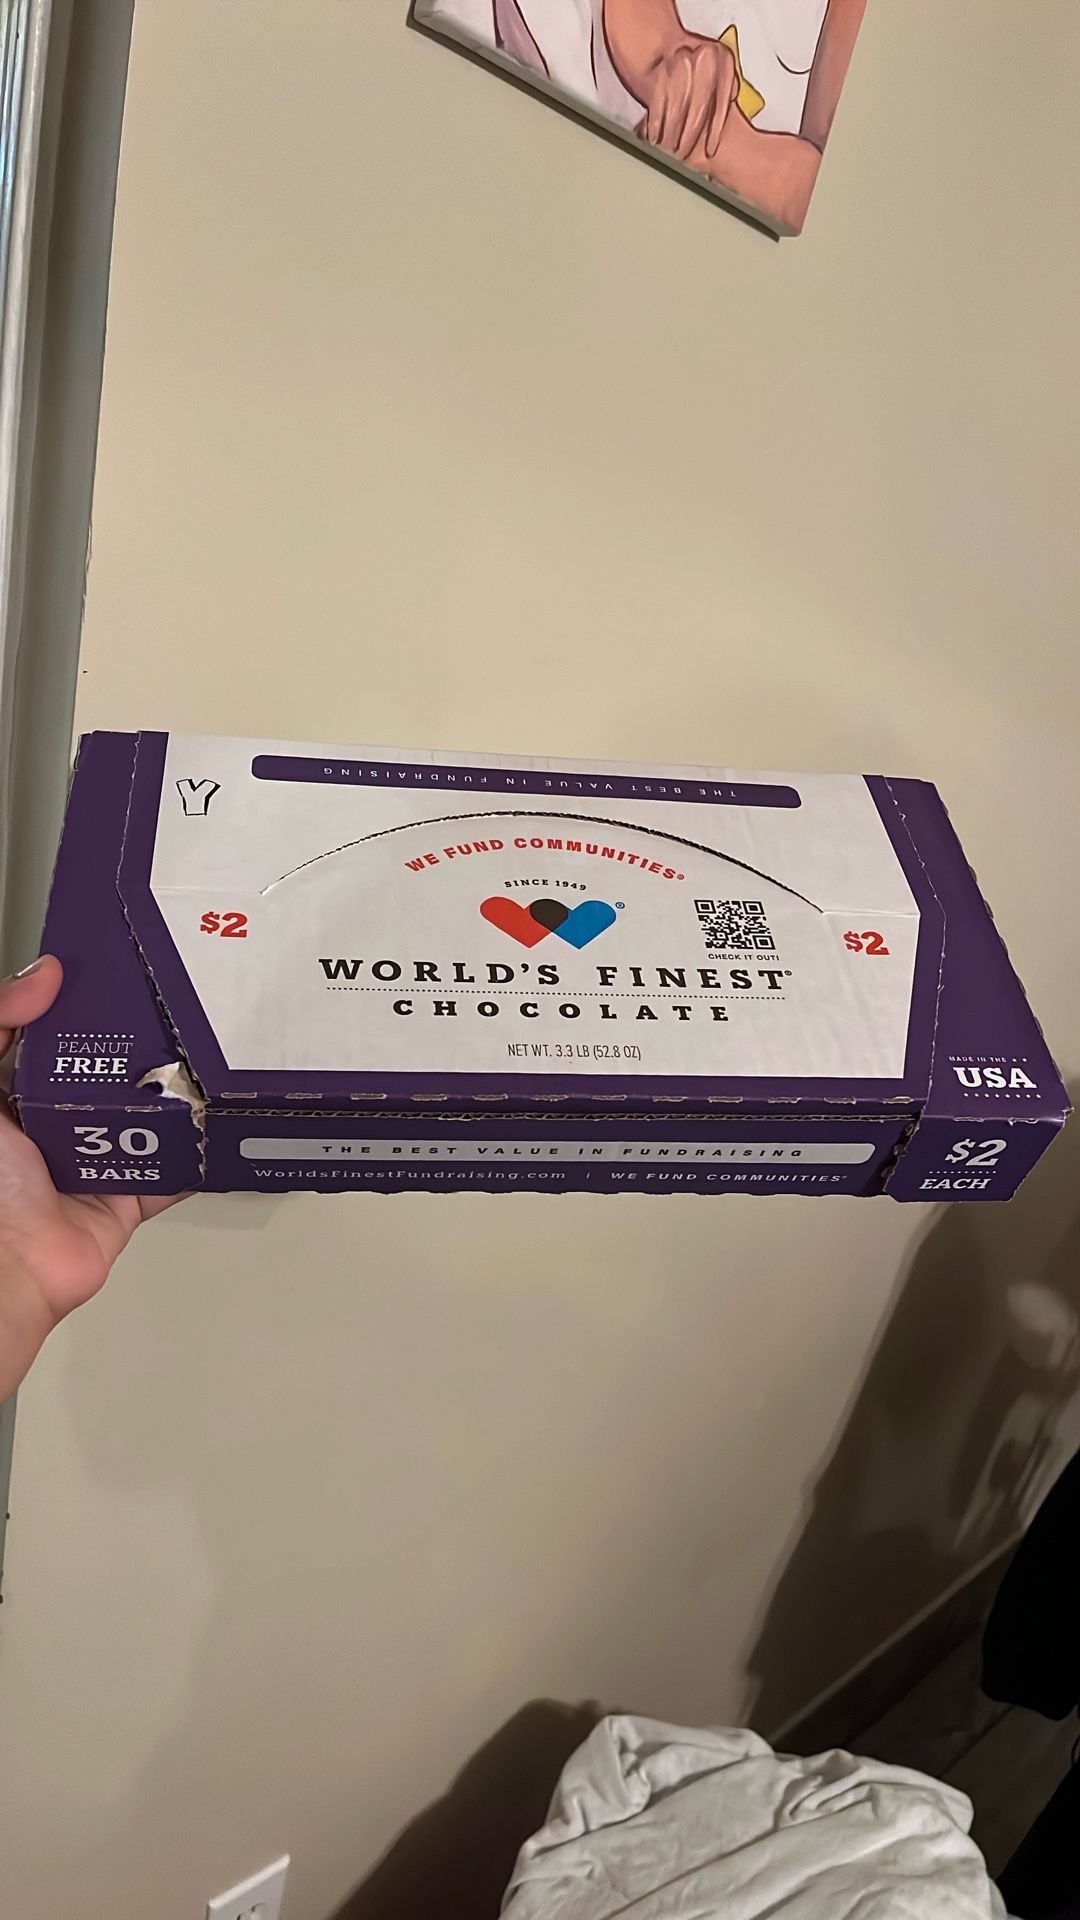 THE BEST VALUE IN FUNDRAISING
Y
WE FUND COMMUNITIES®
SINCE 1949
®
$2
$2
CHECK IT OUT!
WORLD'S FINEST®
CHOCOLATE
NET WT. 3.3 LB (52.8 OZ)
PEANUT
FREE
MADE IN THE
USA
30
BARS
THE BEST VALUE IN FUNDRAISING
WorldsFinestFundraising.com | WE FUND COMMUNITIES®
$2
EACH